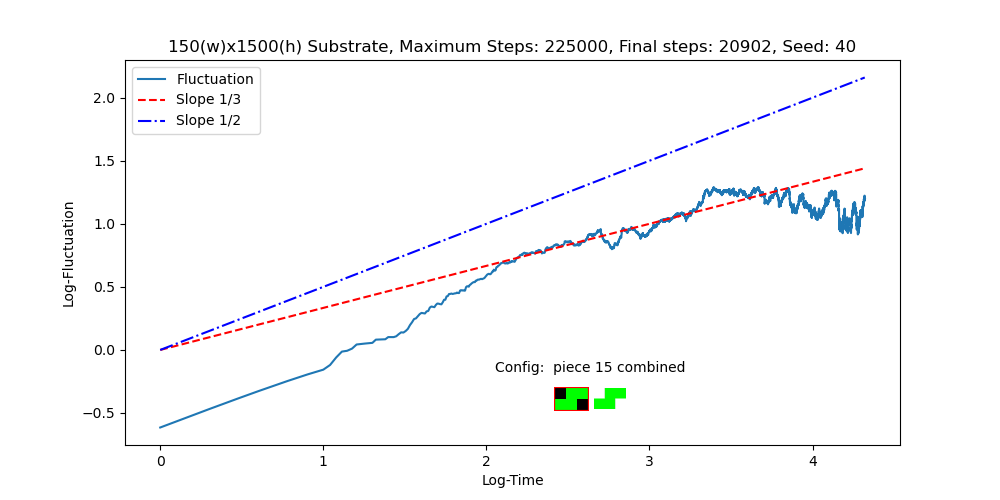 150(w)x1500(h) Substrate, Maximum Steps: 225000, Final steps: 20902, Seed: 40
Fluctuation
Slope 1/3
Slope 1/2
2.0
1.5
1.0
0.5
0.0
−0.5
Log-Fluctuation
Config:  piece 15 combined
0 1 2 3 4
Log-Time